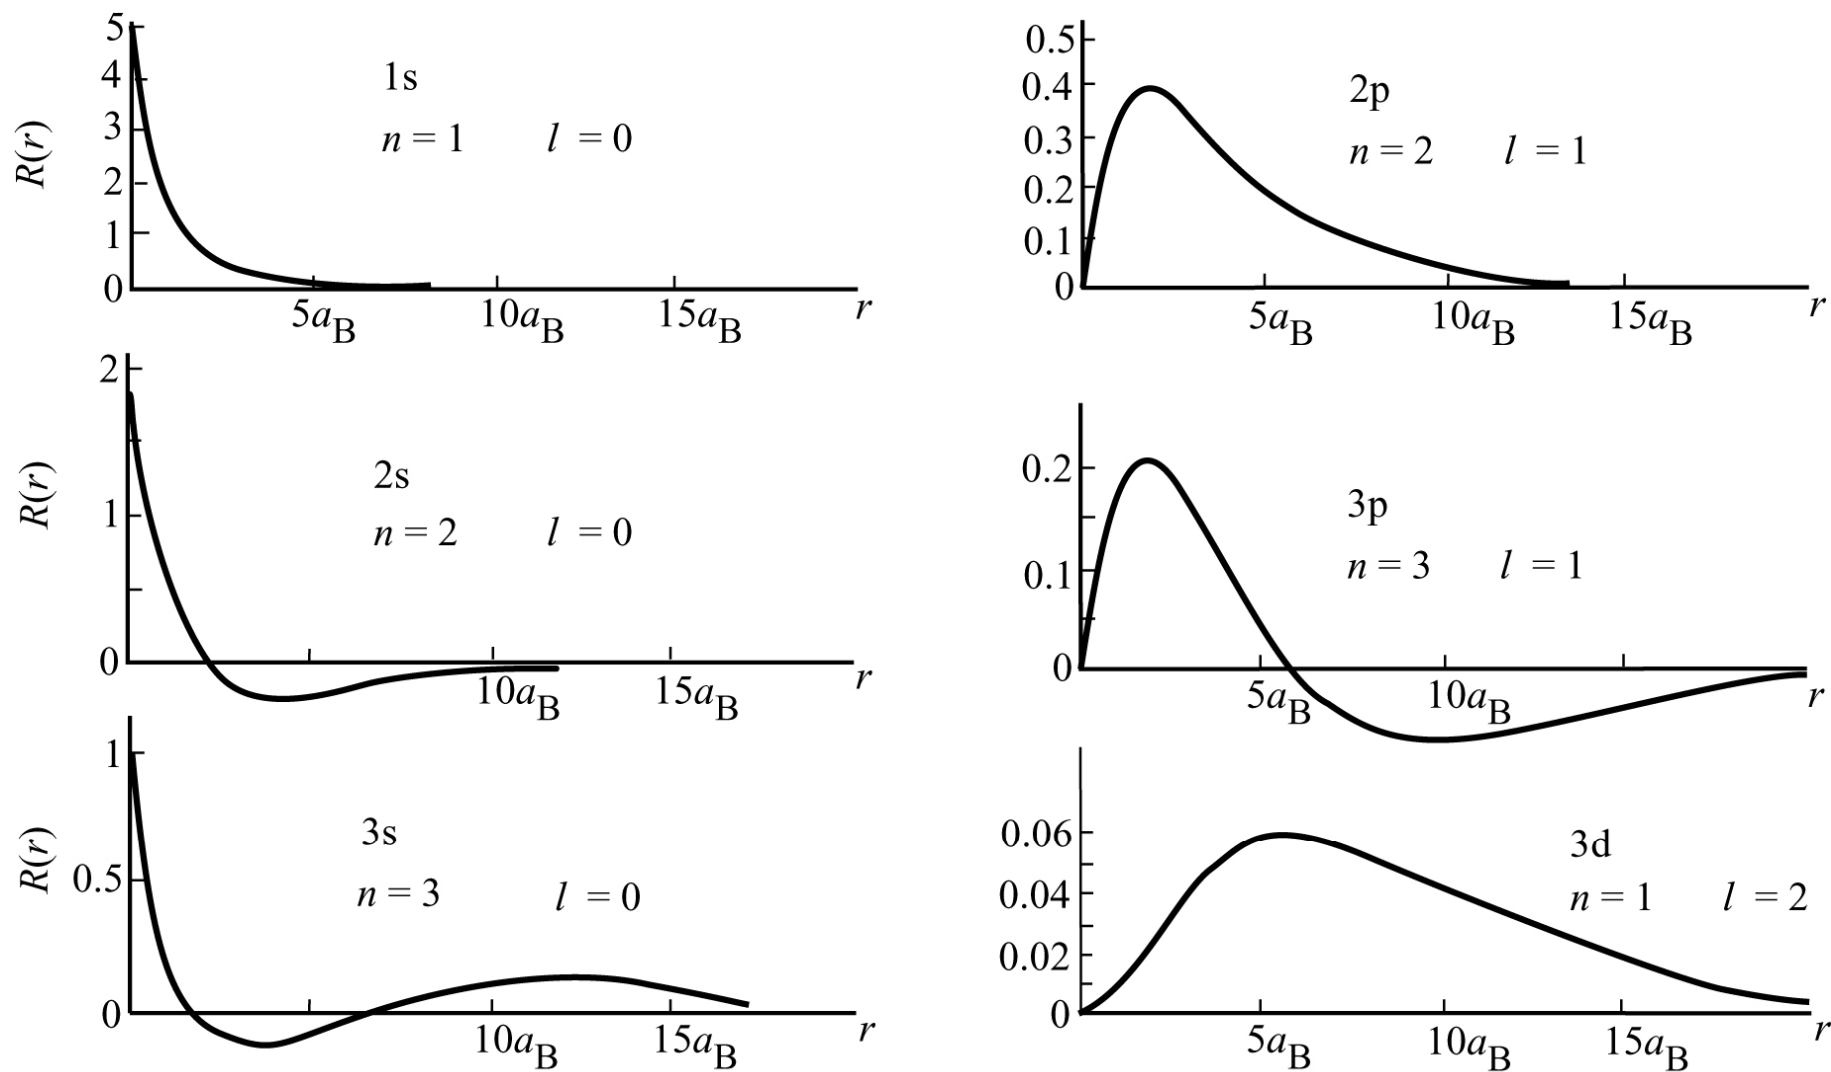 5
4
3
2
1
0
R(r)
1s
n = 1 l = 0
5aB 10aB 15aB r
0.5
0.4
0.3
0.2
0.1
0
2p
n = 2 l = 1
5aB 10aB 15aB r
2
1
0
R(r)
2s
n = 2 l = 0
10aB 15aB r
0.2
0.1
0
3p
n = 3 l = 1
5aB 10aB r
1
0.5
0
R(r)
3s
n = 3 l = 0
10aB 15aB r
0.06
0.04
0.02
0
3d
n = 1 l = 2
5aB 10aB 15aB r